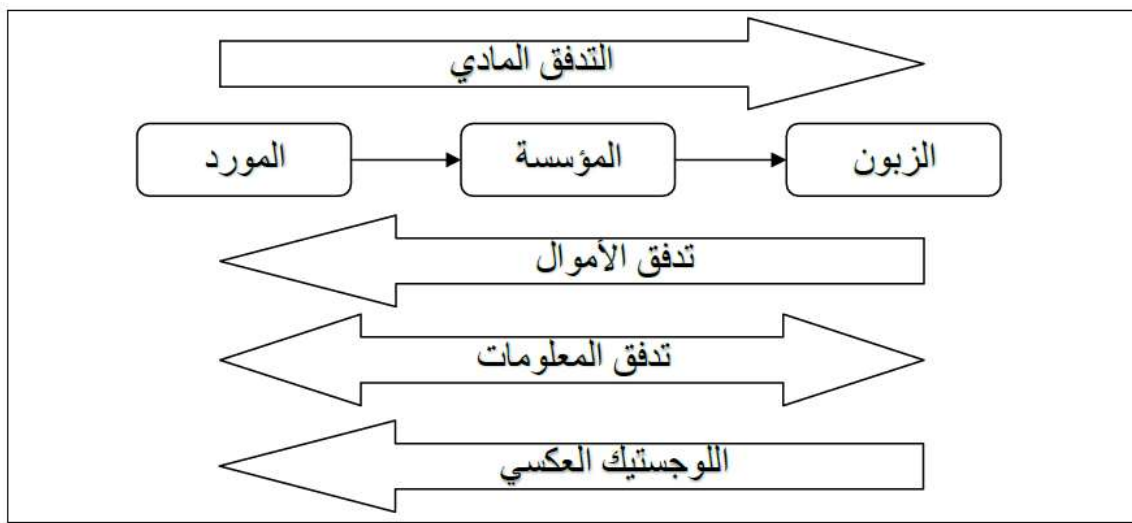 التدفق المادي
المورد
المؤسسة
الزبون
تدفق الأموال
تدفق المعلومات
اللوجستيك العكسي